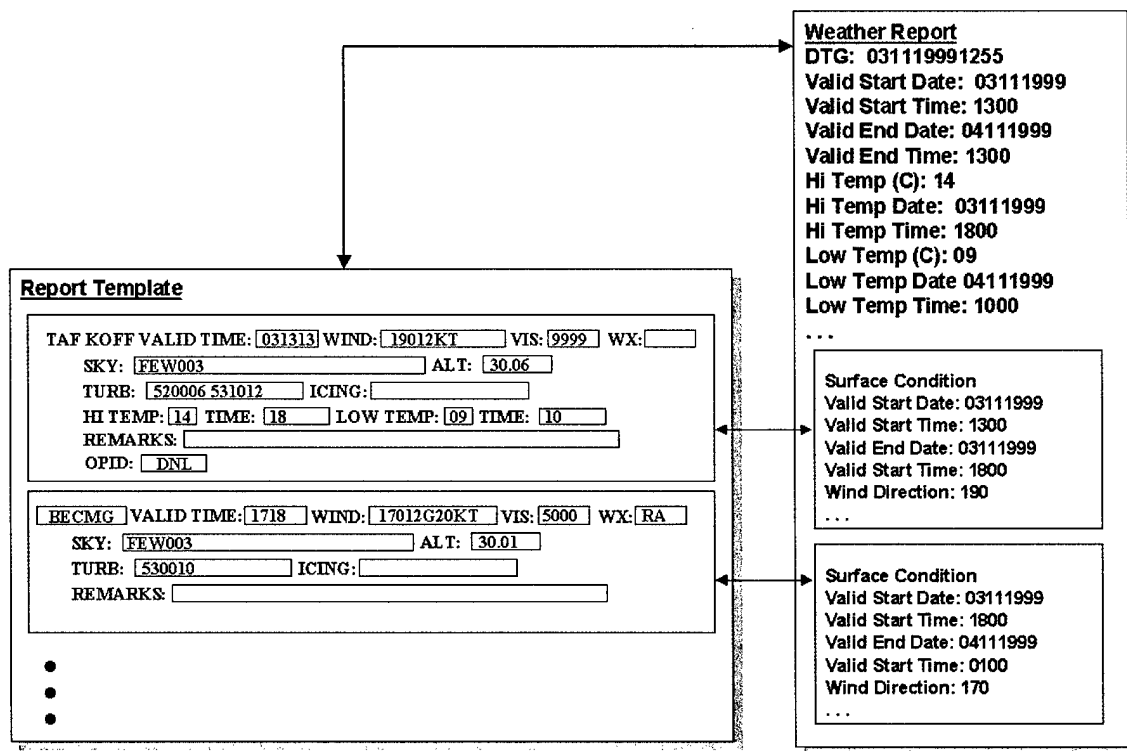 Weather Report
DTG: 031119991255
Valid Start Date: 03111999
Valid Start Time: 1300
Valid End Date: 04111999
Valid End Time: 1300
Hi Temp (C): 14
Hi Temp Date: 03111999
Hi Temp Time: 1800
Low Temp (C): 09
Low Temp Date 04111999
Low Temp Time: 1000
...
Surface Condition
Valid Start Date: 03111999
Valid Start Time: 1300
Valid End Date: 03111999
Valid Start Time: 1800
Wind Direction: 190
...
Surface Condition
Valid Start Date: 03111999
Valid Start Time: 1800
Valid End Date: 04111999
Valid Start Time: 0100
Wind Direction: 170
...
Report Template
TAF KOFF VALID TIME: 031313 WIND: 19012KT VIS: 9999 WX:
SKY: FEW003 ALT: 30.06
TURB: 520006 531012 ICING:
HI TEMP: 14 TIME: 18 LOW TEMP: 09 TIME: 10
REMARKS:
OPID: DNL
BECMG VALID TIME: 1718 WIND: 17012G20KT VIS: 5000 WX: RA
SKY: FEW003 ALT: 30.01
TURB: 530010 ICING:
REMARKS: